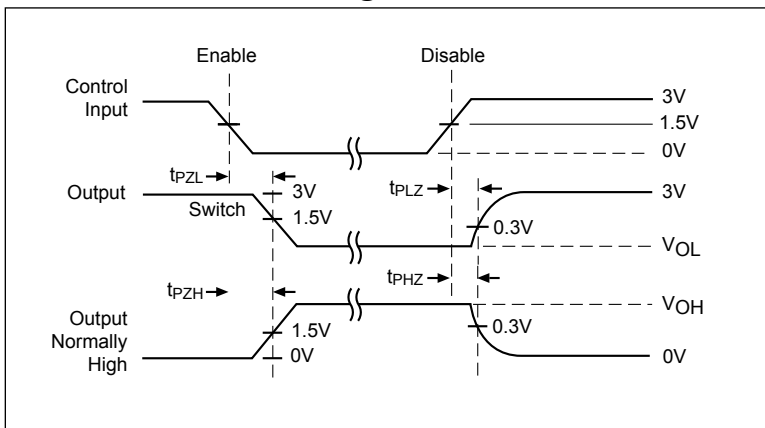 Enable
Disable
Control
Input
3V
1.5V
0V
tPZL
3V
tPLZ
3V
Output
Switch
1.5V
0.3V
VOL
tPZH
tPHZ
VOH
Output
Normally
High
1.5V
0.3V
0V
0V